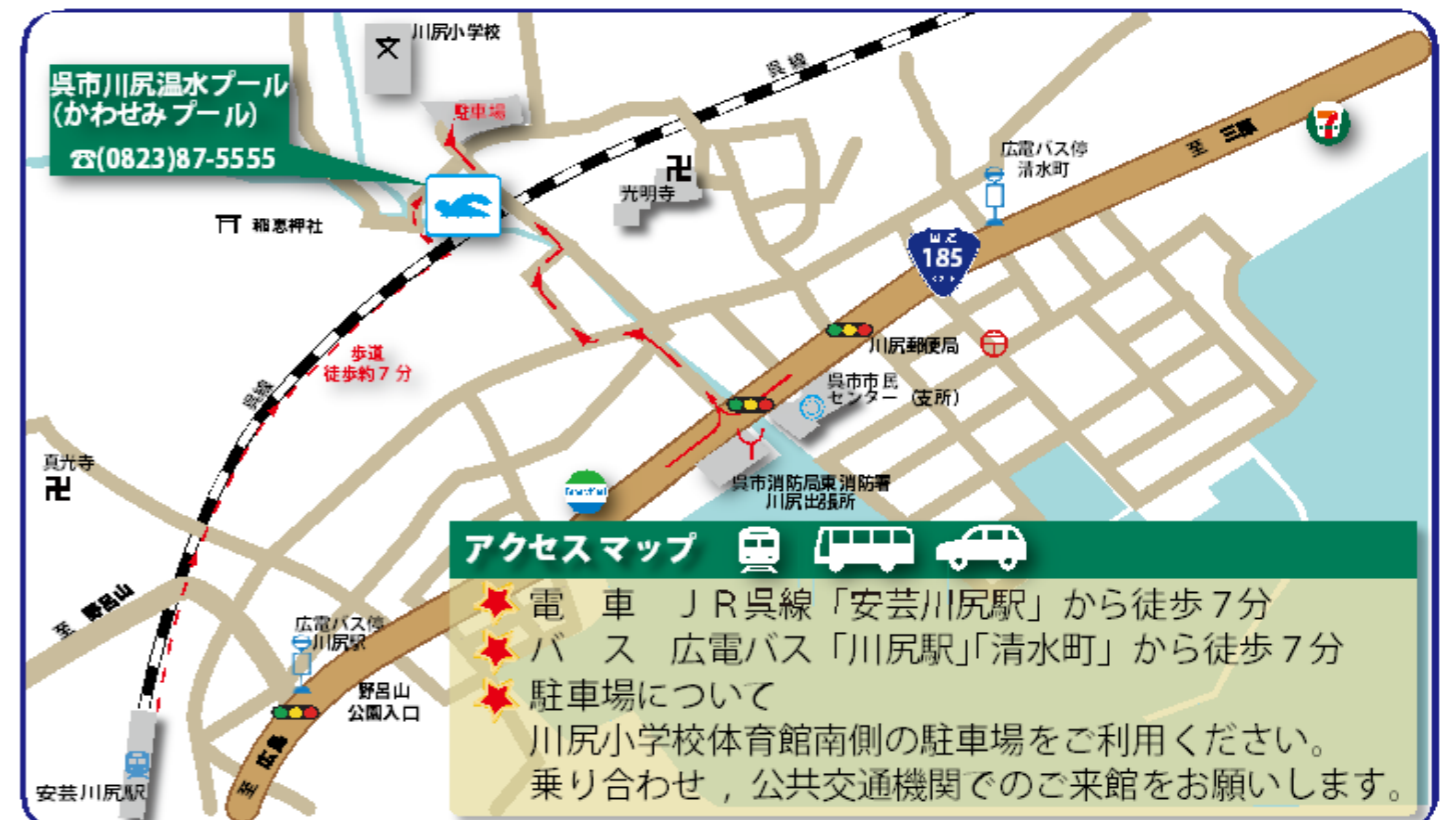 川尻小学校
文
呉線
呉市川尻温水プール
(かわせみプール)
☎(0823)87-5555
駐車場
至 三原
7
広電バス停
清水町
光明寺
稲恵神社
185
川尻郵便局
歩道
徒歩約7分
呉市市民
センター（支所）
呉線
真光寺
呉市消防局東消防署
川尻出張所
アクセスマップ
電　車　ＪＲ呉線「安芸川尻駅」から徒歩7分
バ　ス　広電バス「川尻駅」「清水町」から徒歩7分
駐車場について
川尻小学校体育館南側の駐車場をご利用ください。
乗り合わせ，公共交通機関でのご来館をお願いします。
至 野呂山
広電バス停
川尻駅
野呂山
公園入口
至 広島
安芸川尻駅